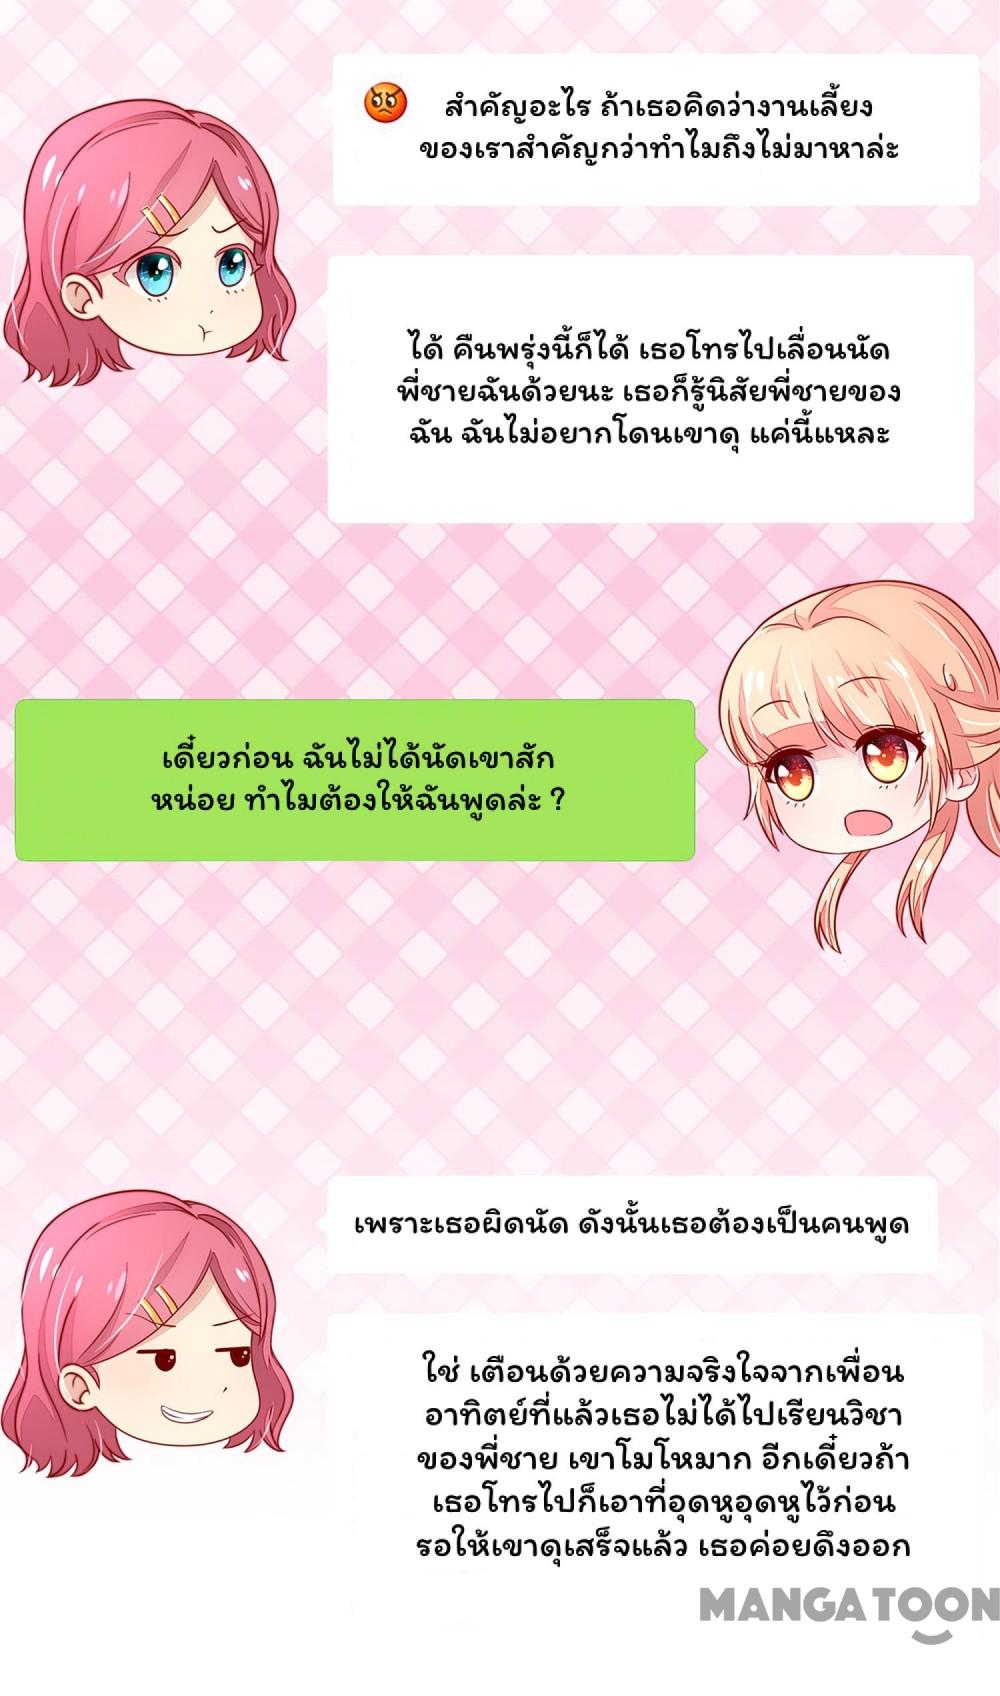 สำคัญอะไร ถ้าเธอคิดว่างานเลี้ยง
ของเราสำคัญกว่าทำไมถึงไม่มาหาล่ะ
ได้ คืนพรุ่งนี้ก็ได้ เธอโทรไปเลื่อนนัด
พี่ชายฉันด้วยนะ เธอก็รู้นิสัยพี่ชายของ
ฉัน ฉันไม่อยากโดนเขาดุ แค่นี้แหละ
เดี๋ยวก่อน ฉันไม่ได้นัดเขาสัก
หน่อย ทำไมต้องให้ฉันพูดล่ะ ?
เพราะเธอผิดนัด ดังนั้นเธอต้องเป็นคนพูด
ใช่ เตือนด้วยความจริงใจจากเพื่อน
อาทิตย์ที่แล้วเธอไม่ได้ไปเรียนวิชา
ของพี่ชาย เขาโมโหมาก อีกเดี๋ยวถ้า
เธอโทรไปก็เอาที่อุดหูอุดหูไว้ก่อน
รอให้เขาดุเสร็จแล้ว เธอค่อยดึงออก
MANGATOON